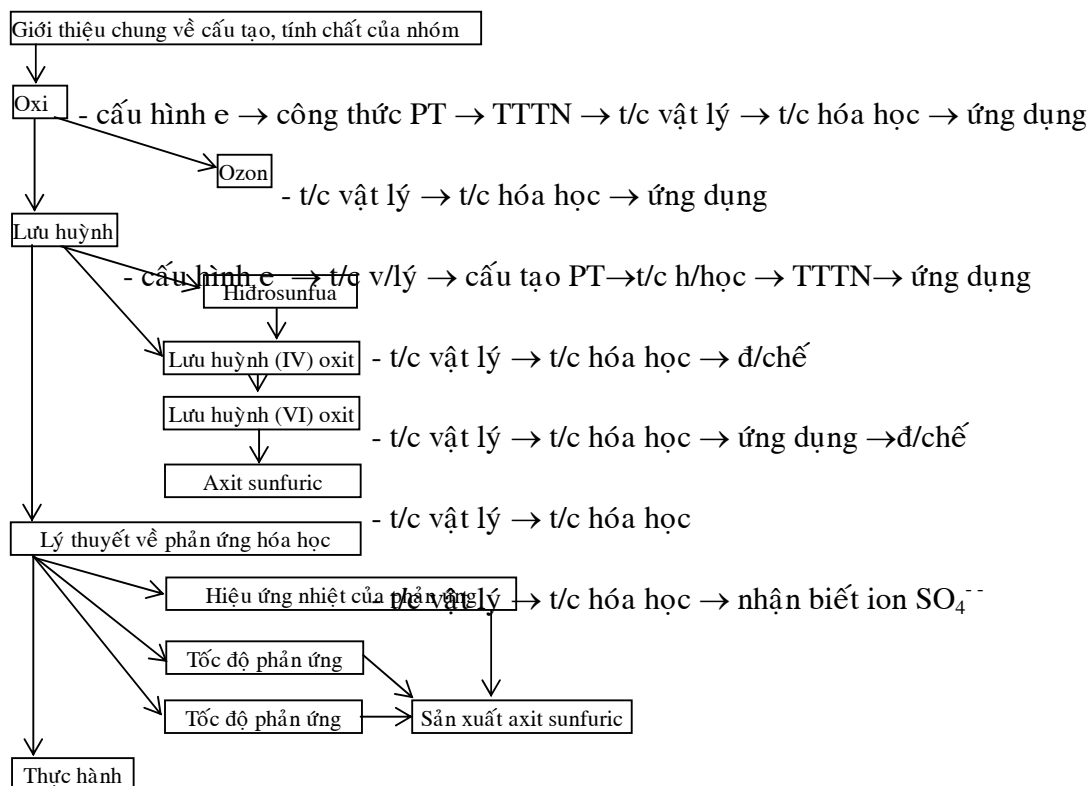 Giới thiệu chung về cấu tạo, tính chất của nhóm
Oxi
- cấu hình e → công thức PT → TTTN → t/c vật lý → t/c hóa học → ứng dụng
Ozon
- t/c vật lý → t/c hóa học → ứng dụng
Lưu huỳnh
- cấu hình e → t/c v/lý → cấu tạo PT→t/c h/học → TTTN→ ứng dụng
Hiđrosunfua
Lưu huỳnh (IV) oxit
- t/c vật lý → t/c hóa học → đ/chế
Lưu huỳnh (VI) oxit
- t/c vật lý → t/c hóa học → ứng dụng →đ/chế
Axit sunfuric
- t/c vật lý → t/c hóa học
Lý thuyết về phản ứng hóa học
Hiệu ứng nhiệt của phản ứng
- t/c vật lý → t/c hóa học → nhận biết ion SO₄⁻⁻
Tốc độ phản ứng
Tốc độ phản ứng
Sản xuất axit sunfuric
Thực hành